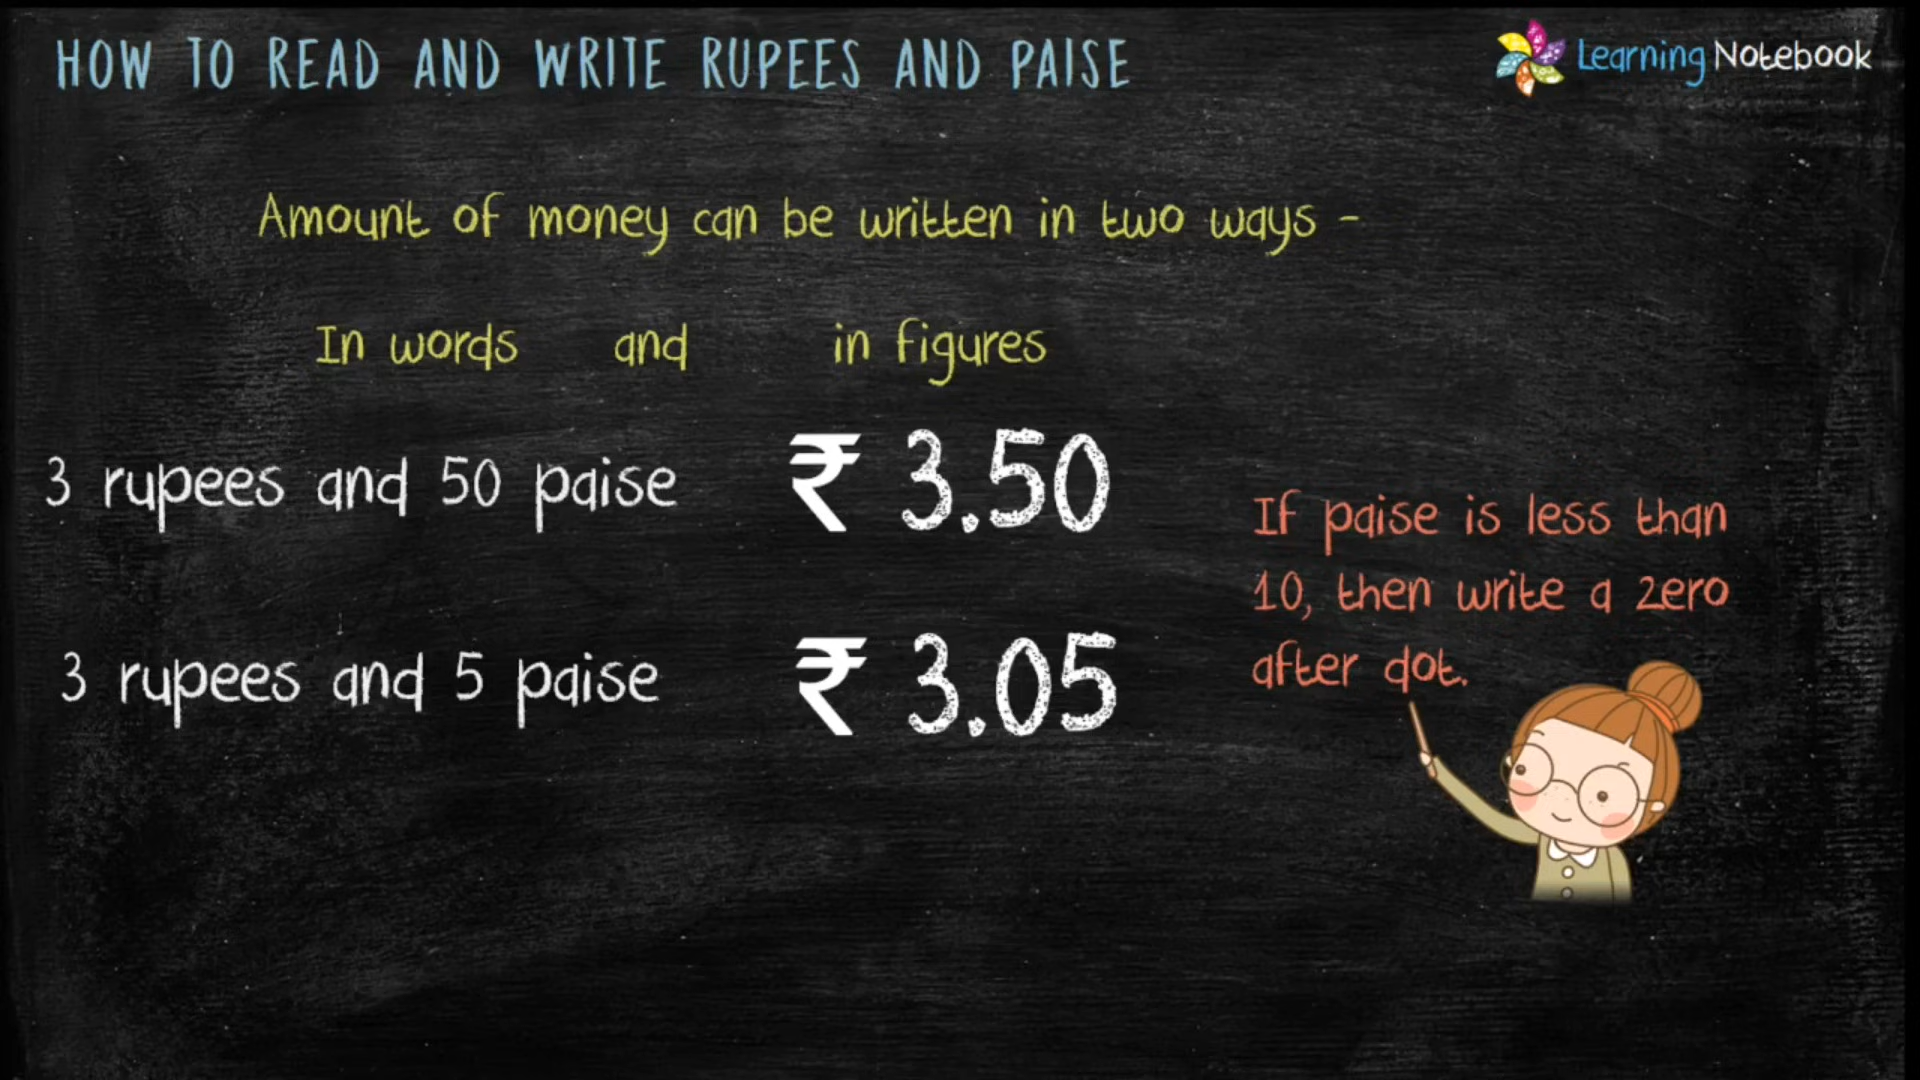 HOW TO READ AND WRITE RUPEES AND PAISE
Learning Notebook
Amount of money can be written in two ways -
In words and in figures
3 rupees and 50 paise ₹ 3.50
3 rupees and 5 paise ₹ 3.05
If paise is less than
10, then write a zero
after dot.